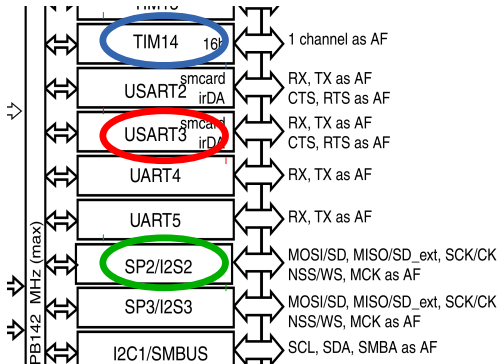 TIM14
16b
1 channel as AF
USART2
smcard
irDA
RX, TX as AF
CTS, RTS as AF
USART3
smcard
irDA
RX, TX as AF
CTS, RTS as AF
UART4
RX, TX as AF
UART5
RX, TX as AF
SP2/I2S2
MOSI/SD, MISO/SD_ext, SCK/CK
NSS/WS, MCK as AF
SP3/I2S3
MOSI/SD, MISO/SD_ext, SCK/CK
NSS/WS, MCK as AF
I2C1/SMBUS
SCL, SDA, SMBA as AF
PB142 MHz (max)